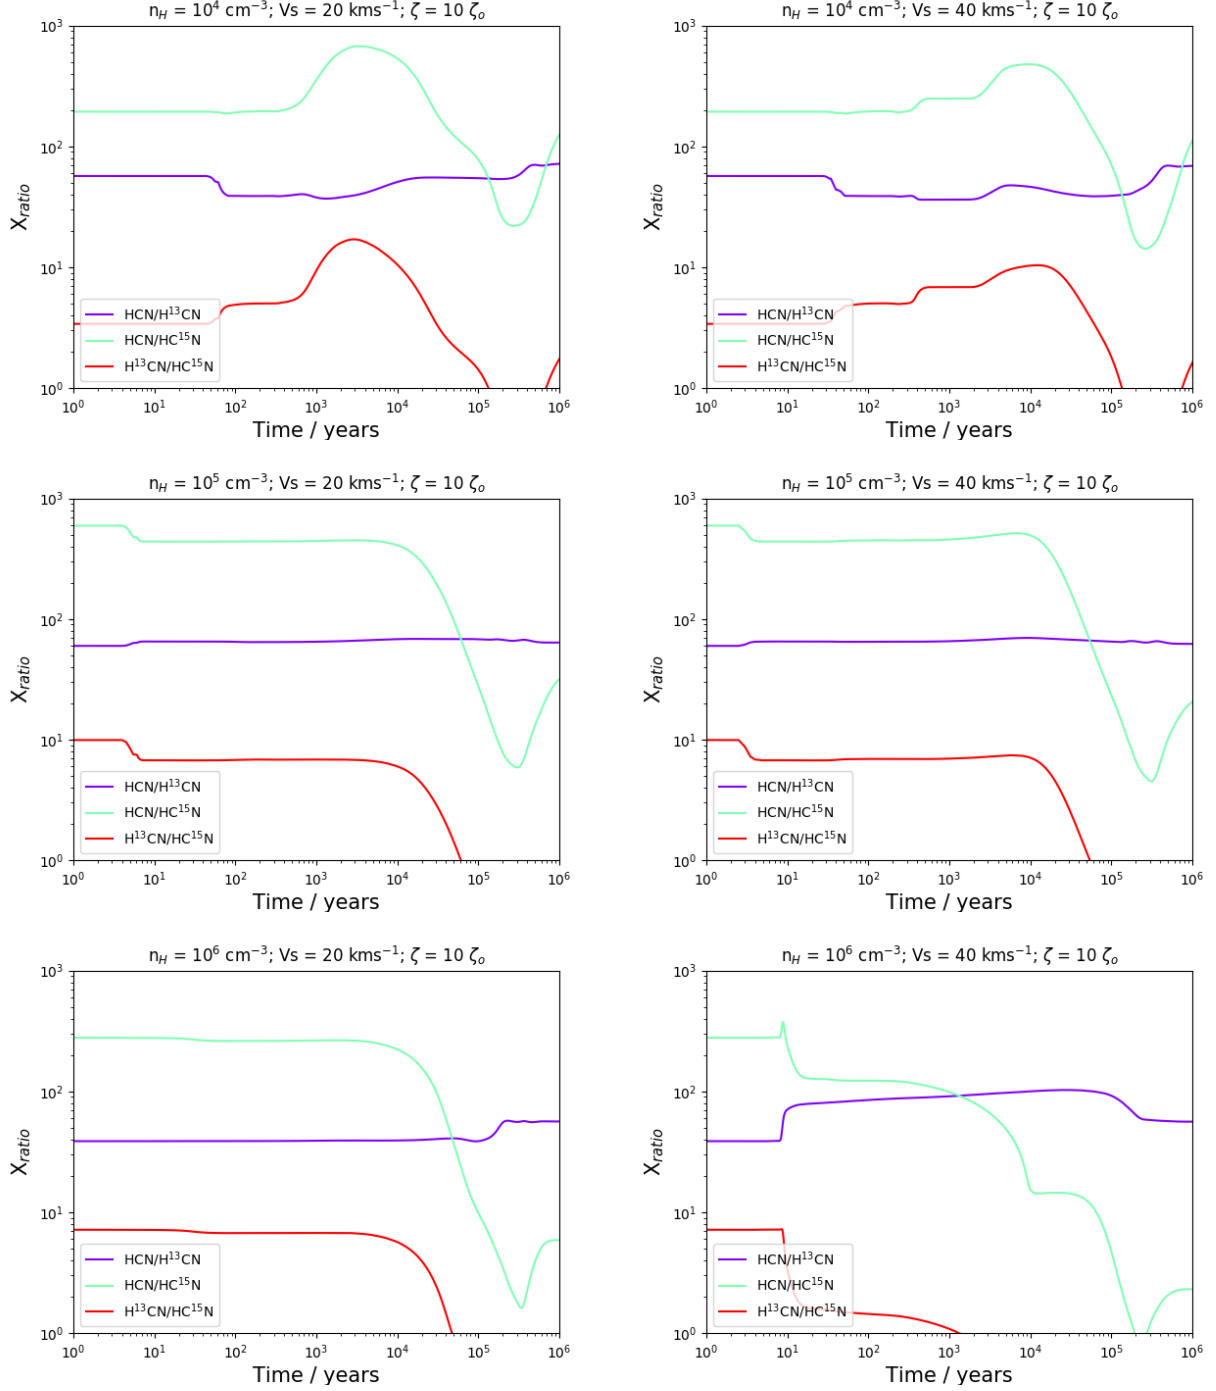 n_H = 10^4 cm^−3; Vs = 20 kms^−1; ζ = 10 ζ_o
10^3
10^2
10^1
10^0
X_ratio
HCN/H^13CN
HCN/HC^15N
H^13CN/HC^15N
10^0 10^1 10^2 10^3 10^4 10^5 10^6
Time / years
n_H = 10^4 cm^−3; Vs = 40 kms^−1; ζ = 10 ζ_o
10^3
10^2
10^1
10^0
X_ratio
HCN/H^13CN
HCN/HC^15N
H^13CN/HC^15N
10^0 10^1 10^2 10^3 10^4 10^5 10^6
Time / years
n_H = 10^5 cm^−3; Vs = 20 kms^−1; ζ = 10 ζ_o
10^3
10^2
10^1
10^0
X_ratio
HCN/H^13CN
HCN/HC^15N
H^13CN/HC^15N
10^0 10^1 10^2 10^3 10^4 10^5 10^6
Time / years
n_H = 10^5 cm^−3; Vs = 40 kms^−1; ζ = 10 ζ_o
10^3
10^2
10^1
10^0
X_ratio
HCN/H^13CN
HCN/HC^15N
H^13CN/HC^15N
10^0 10^1 10^2 10^3 10^4 10^5 10^6
Time / years
n_H = 10^6 cm^−3; Vs = 20 kms^−1; ζ = 10 ζ_o
10^3
10^2
10^1
10^0
X_ratio
HCN/H^13CN
HCN/HC^15N
H^13CN/HC^15N
10^0 10^1 10^2 10^3 10^4 10^5 10^6
Time / years
n_H = 10^6 cm^−3; Vs = 40 kms^−1; ζ = 10 ζ_o
10^3
10^2
10^1
10^0
X_ratio
HCN/H^13CN
HCN/HC^15N
H^13CN/HC^15N
10^0 10^1 10^2 10^3 10^4 10^5 10^6
Time / years